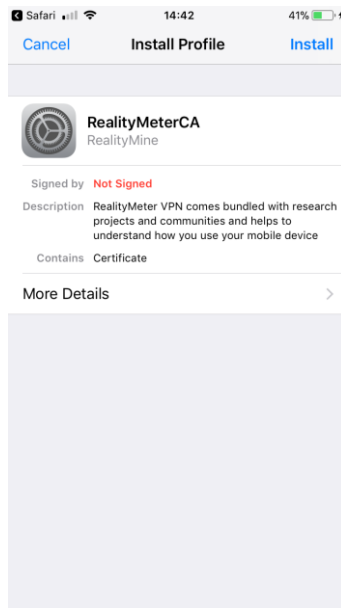 Safari 14:42 41%
Cancel Install Profile Install
RealityMeterCA
RealityMine
Signed by Not Signed
Description RealityMeter VPN comes bundled with research
projects and communities and helps to
understand how you use your mobile device
Contains Certificate
More Details